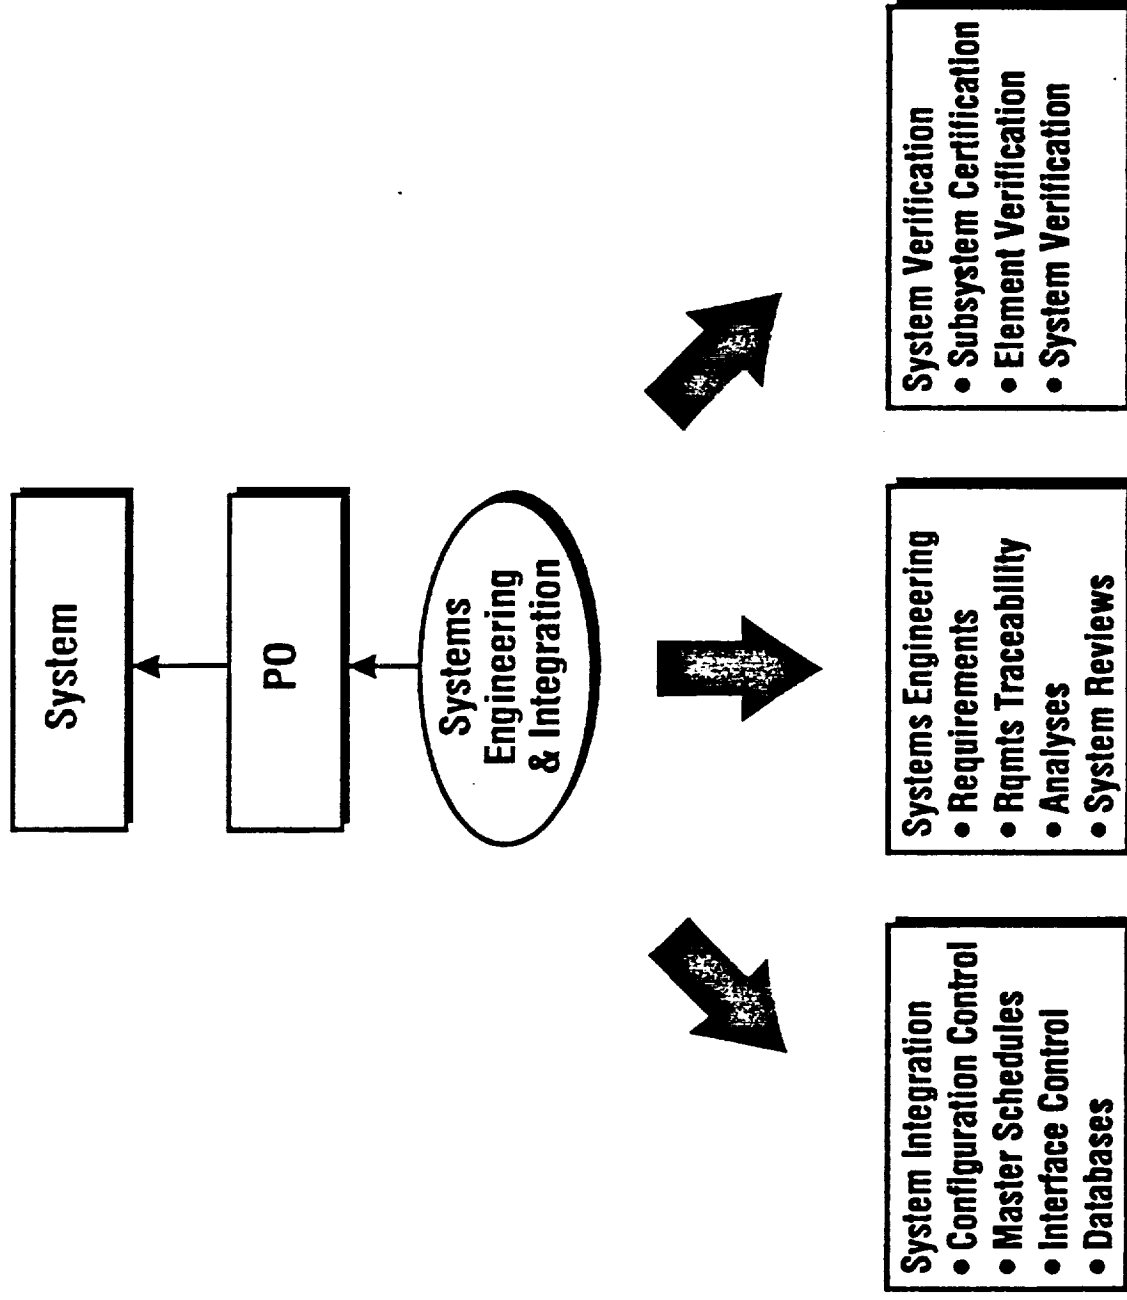 System
PO
Systems
Engineering
& Integration
System Integration
• Configuration Control
• Master Schedules
• Interface Control
• Databases
Systems Engineering
• Requirements
• Rqmts Traceability
• Analyses
• System Reviews
System Verification
• Subsystem Certification
• Element Verification
• System Verification